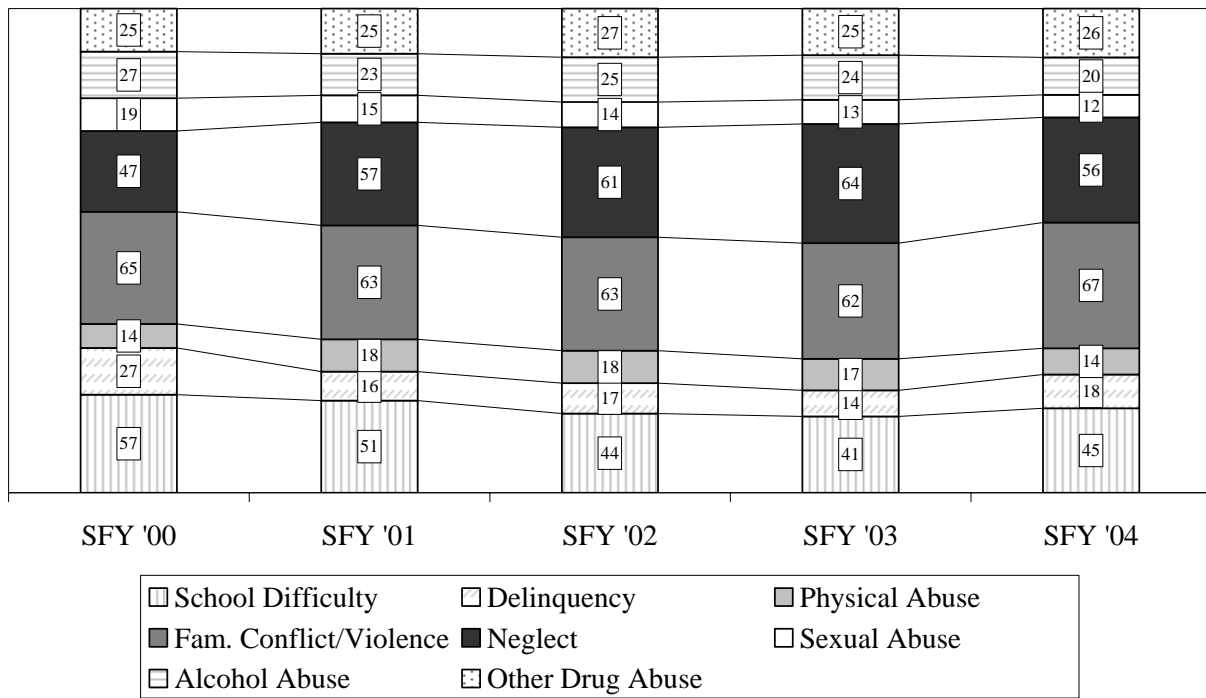 25 25 27 25 26
27 23 25 24 20
19 15 14 13 12
47 57 61 64 56
65 63 63 62 67
14 18 18 17 14
27 16 17 14 18
57 51 44 41 45
SFY '00 SFY '01 SFY '02 SFY '03 SFY '04
School Difficulty Delinquency Physical Abuse
Fam. Conflict/Violence Neglect Sexual Abuse
Alcohol Abuse Other Drug Abuse